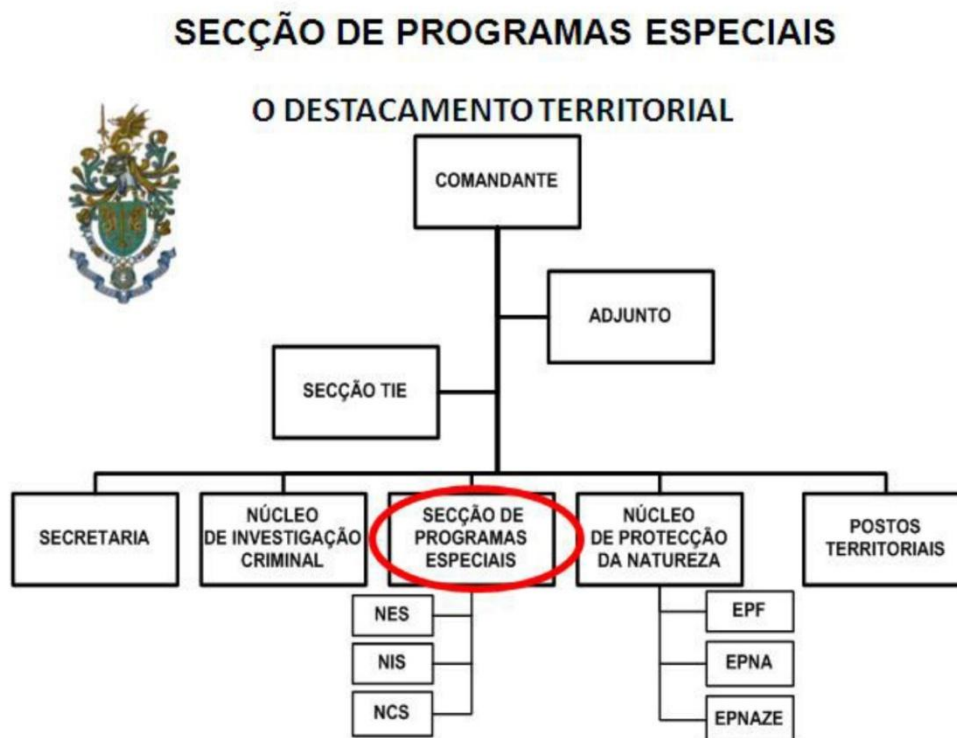 SECÇÃO DE PROGRAMAS ESPECIAIS
O DESTACAMENTO TERRITORIAL
COMANDANTE
ADJUNTO
SECÇÃO TIE
SECRETARIA
NÚCLEO
DE INVESTIGAÇÃO
CRIMINAL
SECÇÃO DE
PROGRAMAS
ESPECIAIS
NÚCLEO
DE PROTECÇÃO
DA NATUREZA
POSTOS
TERRITORIAIS
NES
NIS
NCS
EPF
EPNA
EPNAZE